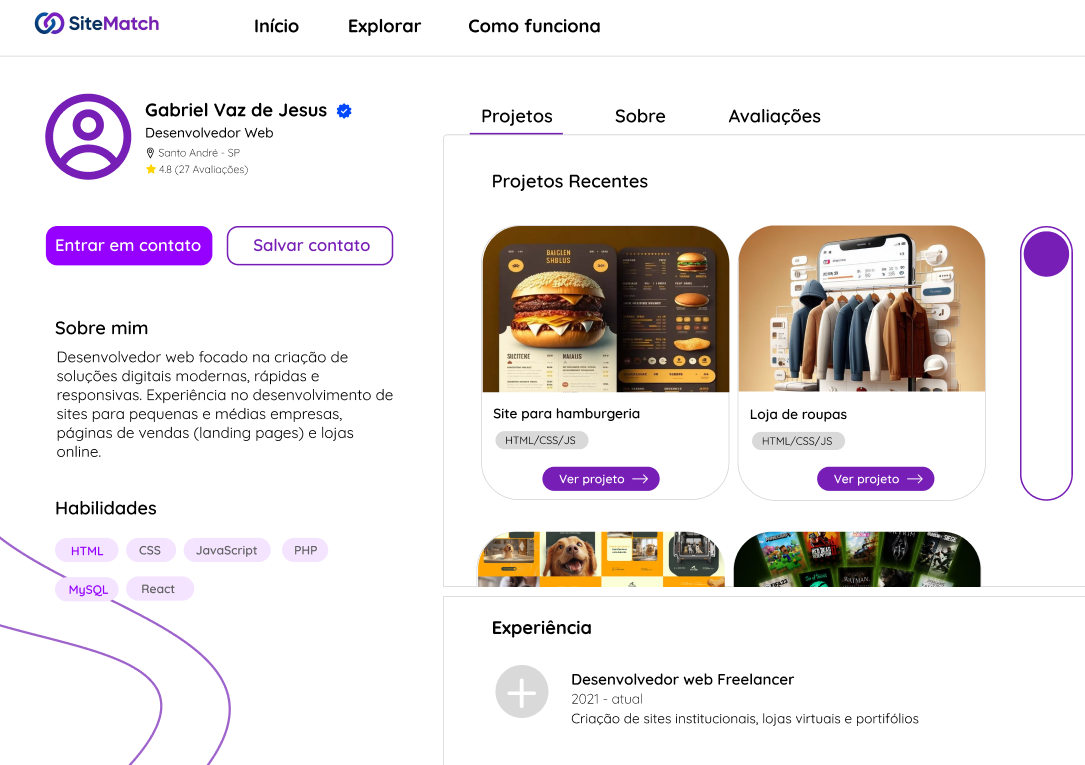 SiteMatch
Início
Explorar
Como funciona
Gabriel Vaz de Jesus
Desenvolvedor Web
Santo André - SP
4.8 (27 Avaliações)
Entrar em contato
Salvar contato
Sobre mim
Desenvolvedor web focado na criação de
soluções digitais modernas, rápidas e
responsivas. Experiência no desenvolvimento de
sites para pequenas e médias empresas,
páginas de vendas (landing pages) e lojas
online.
Habilidades
HTML
CSS
JavaScript
PHP
MySQL
React
Projetos
Sobre
Avaliações
Projetos Recentes
Site para hamburgeria
HTML/CSS/JS
Ver projeto
Loja de roupas
HTML/CSS/JS
Ver projeto
Experiência
Desenvolvedor web Freelancer
2021 - atual
Criação de sites institucionais, lojas virtuais e portifólios